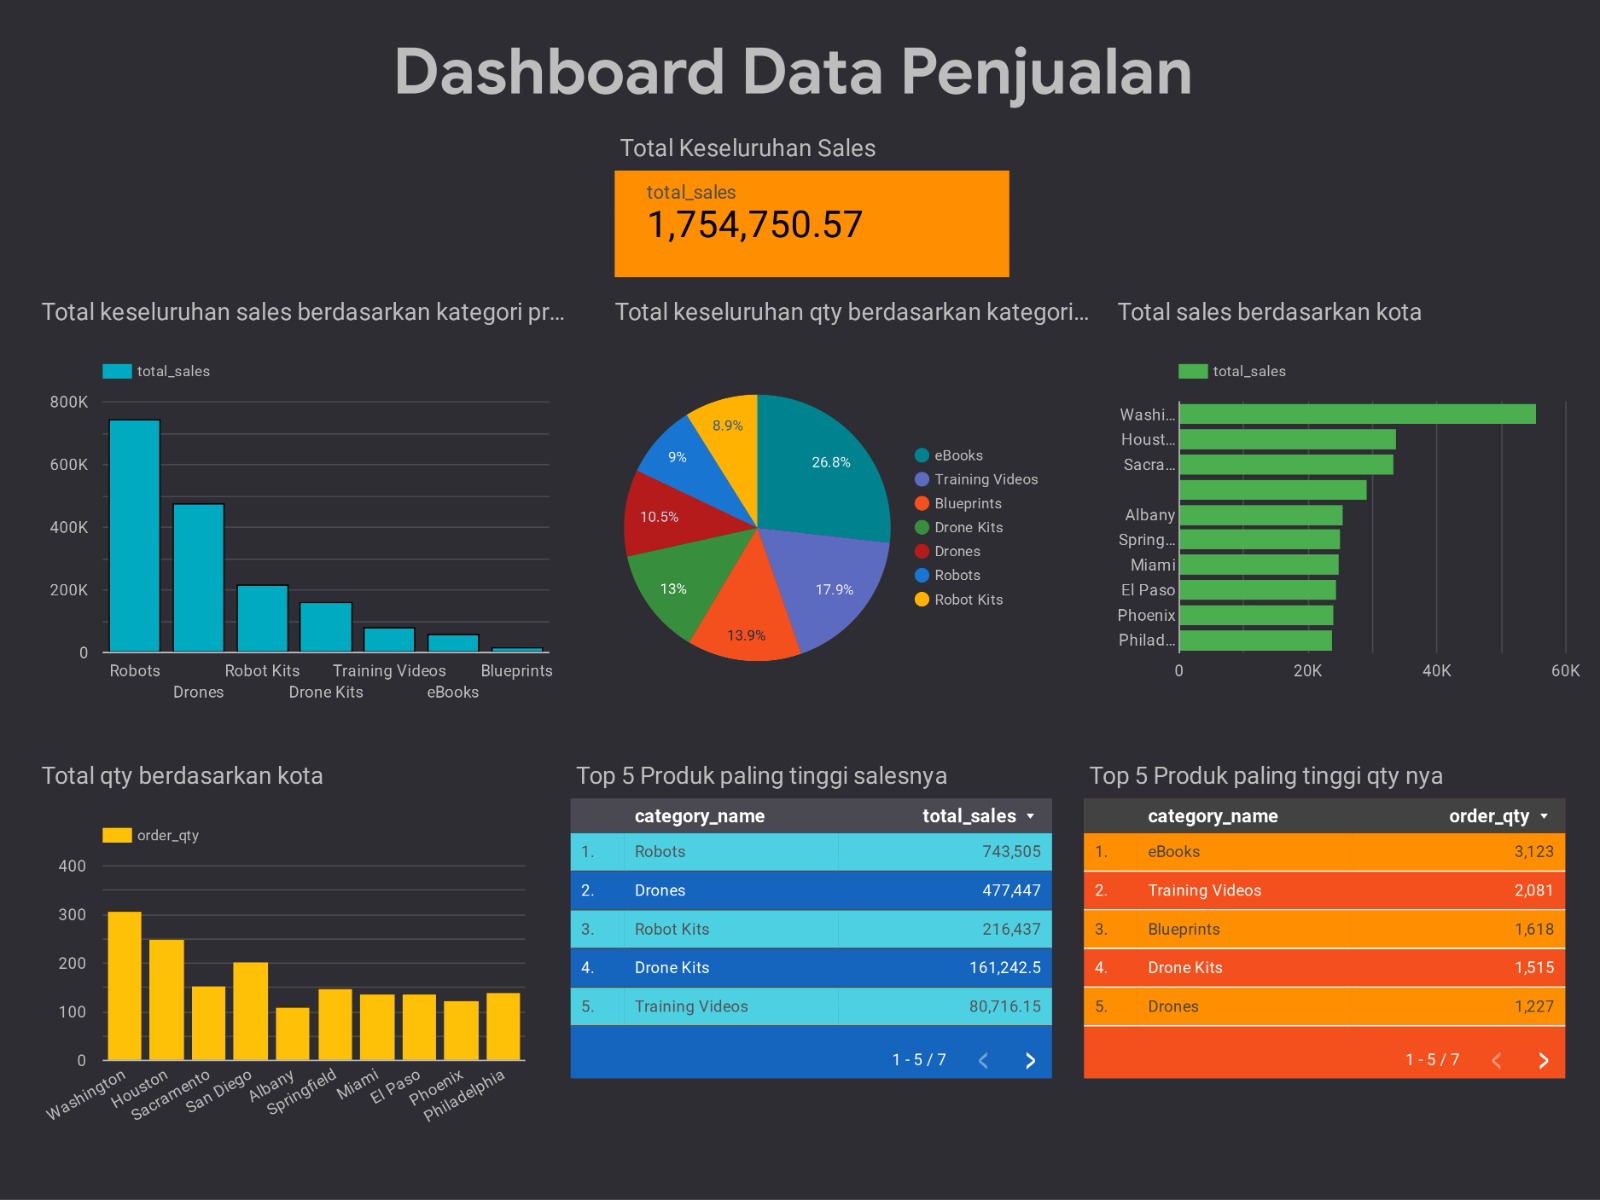 Dashboard Data Penjualan
Total Keseluruhan Sales
total_sales
1,754,750.57
Total keseluruhan sales berdasarkan kategori pr...
total_sales
800K
600K
400K
200K
0
Robots
Drones
Robot Kits
Drone Kits
Training Videos
eBooks
Blueprints
Total keseluruhan qty berdasarkan kategori...
26.8%
17.9%
13.9%
13%
10.5%
9%
8.9%
eBooks
Training Videos
Blueprints
Drone Kits
Drones
Robots
Robot Kits
Total sales berdasarkan kota
total_sales
Washi...
Houst...
Sacra...
Albany
Spring...
Miami
El Paso
Phoenix
Philad...
0 20K 40K 60K
Total qty berdasarkan kota
order_qty
400
300
200
100
0
Washington
Houston
Sacramento
San Diego
Albany
Springfield
Miami
El Paso
Phoenix
Philadelphia
Top 5 Produk paling tinggi salesnya
category_name total_sales
1. Robots 743,505
2. Drones 477,447
3. Robot Kits 216,437
4. Drone Kits 161,242.5
5. Training Videos 80,716.15
1 - 5 / 7
Top 5 Produk paling tinggi qty nya
category_name order_qty
1. eBooks 3,123
2. Training Videos 2,081
3. Blueprints 1,618
4. Drone Kits 1,515
5. Drones 1,227
1 - 5 / 7